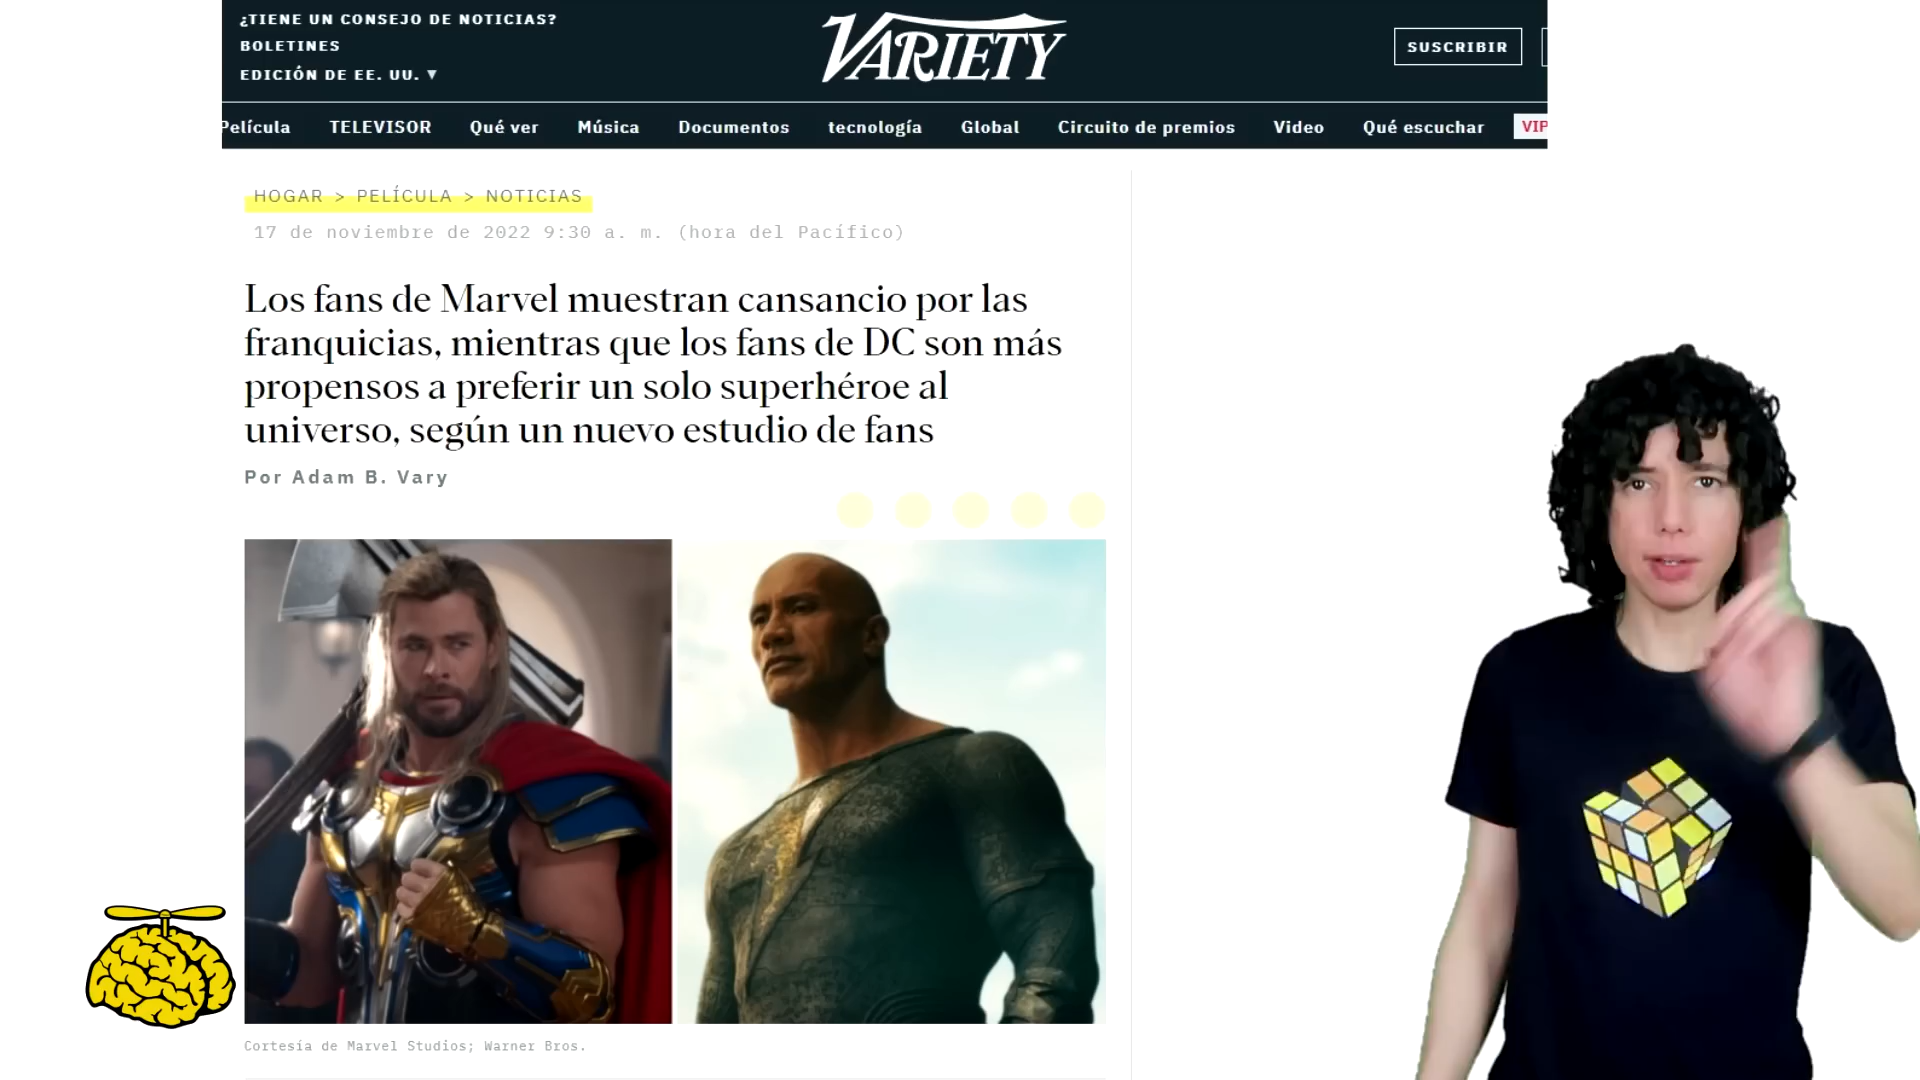 ¿TIENE UN CONSEJO DE NOTICIAS?
BOLETINES
EDICIÓN DE EE. UU. ▼
VARIETY
SUSCRIBIR
Película TELEVISOR Qué ver Música Documentos tecnología Global Circuito de premios Video Qué escuchar VIP
HOGAR > PELÍCULA > NOTICIAS
17 de noviembre de 2022 9:30 a. m. (hora del Pacífico)
Los fans de Marvel muestran cansancio por las
franquicias, mientras que los fans de DC son más
propensos a preferir un solo superhéroe al
universo, según un nuevo estudio de fans
Por Adam B. Vary
Cortesía de Marvel Studios; Warner Bros.